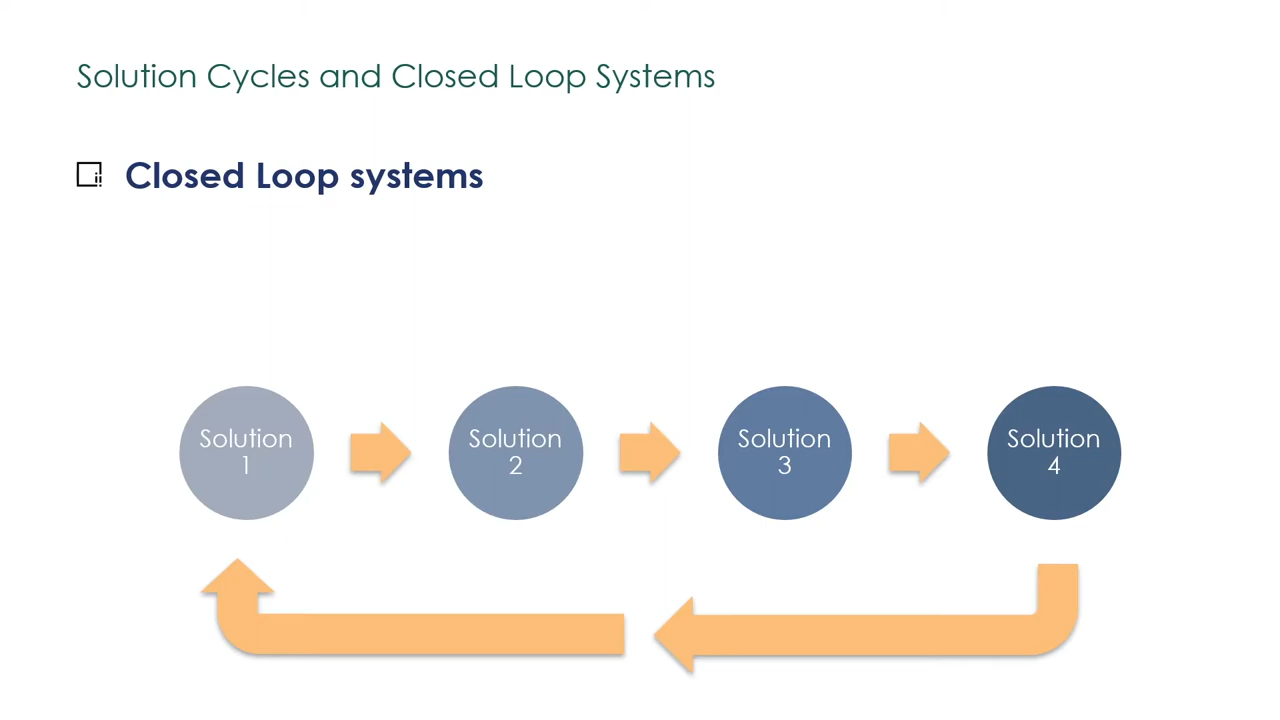 Solution Cycles and Closed Loop Systems
Closed Loop systems
Solution
1
Solution
2
Solution
3
Solution
4